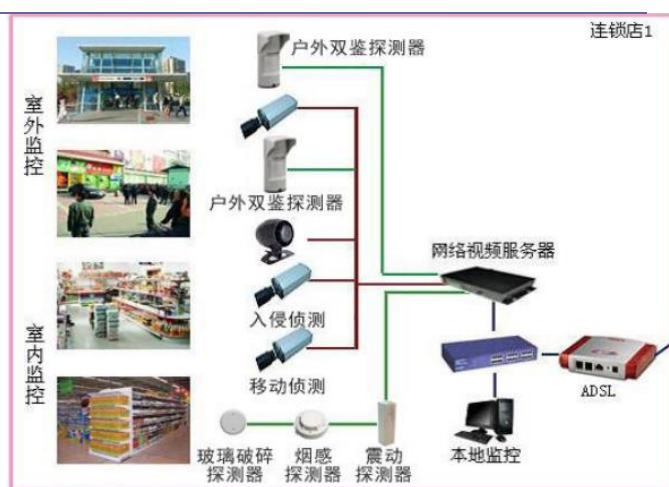 连锁店1
户外双鉴探测器
室外监控
户外双鉴探测器
网络视频服务器
入侵侦测
室内监控
移动侦测
ADSL
玻璃破碎
探测器
烟感
探测器
震动
探测器
本地监控